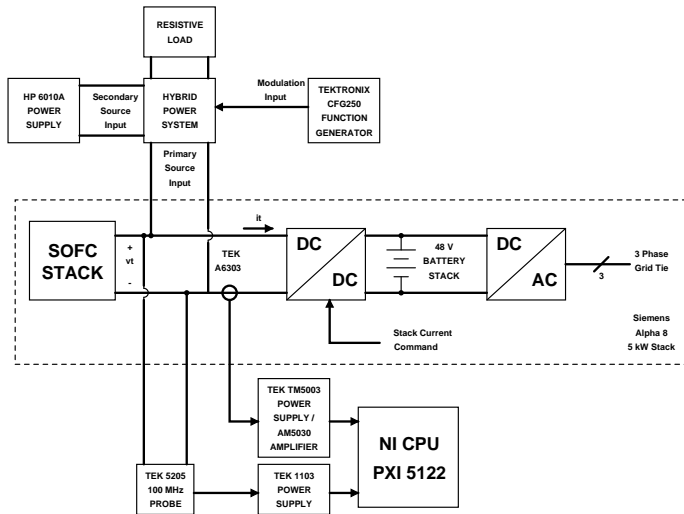 RESISTIVE
LOAD
HP 6010A
POWER
SUPPLY
Secondary
Source
Input
HYBRID
POWER
SYSTEM
Modulation
Input
TEKTRONIX
CFG250
FUNCTION
GENERATOR
Primary
Source
Input
SOFC
STACK
+
vt
-
it
TEK
A6303
DC
DC
48 V
BATTERY
STACK
DC
AC
3
3 Phase
Grid Tie
Stack Current
Command
Siemens
Alpha 8
5 kW Stack
TEK TM5003
POWER
SUPPLY /
AM5030
AMPLIFIER
NI CPU
PXI 5122
TEK 5205
100 MHz
PROBE
TEK 1103
POWER
SUPPLY